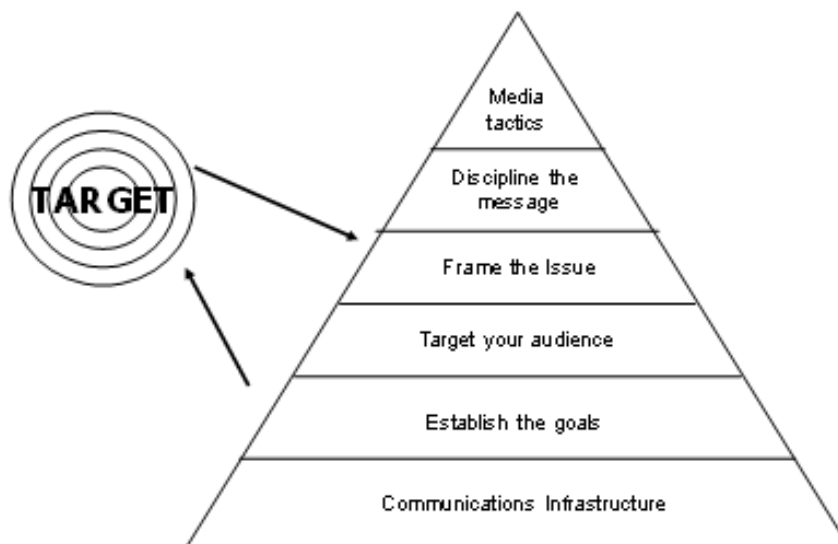 Media
tactics
Discipline the
message
TARGET
Frame the Issue
Target your audience
Establish the goals
Communications Infrastructure